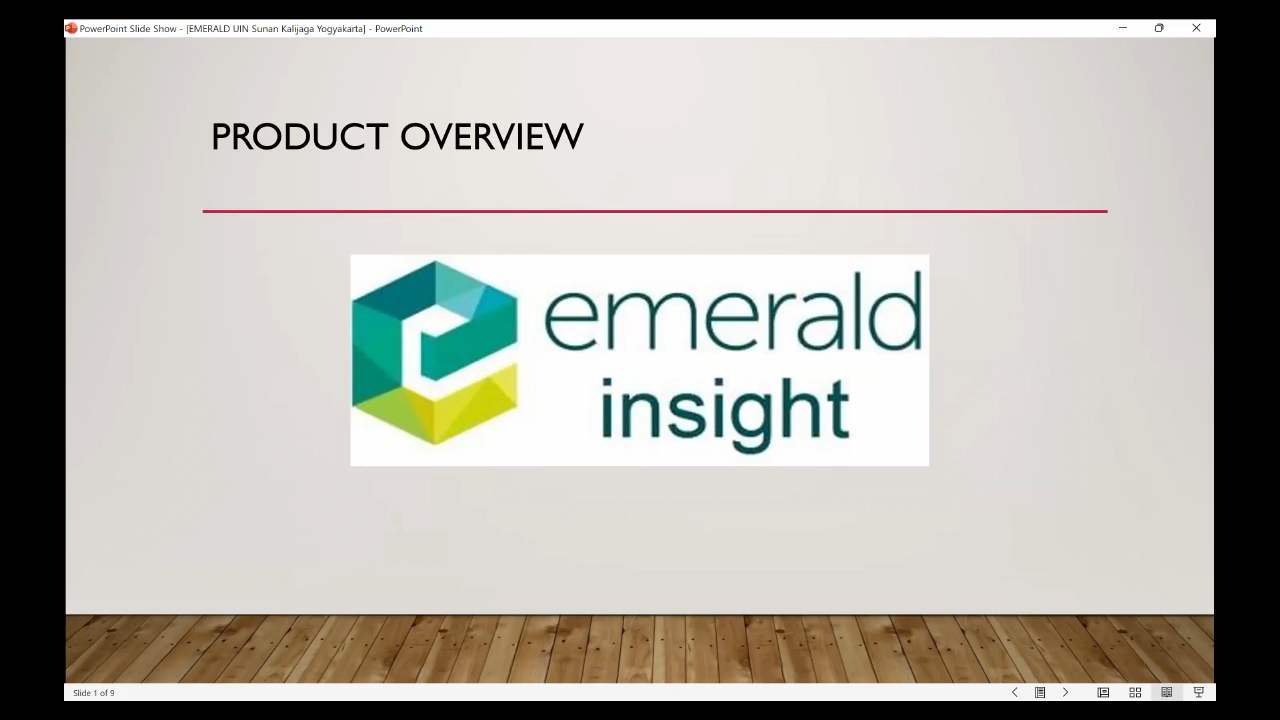 PowerPoint Slide Show - [EMERALD UIN Sunan Kalijaga Yogyakarta] - PowerPoint
PRODUCT OVERVIEW
emerald
insight
Slide 1 of 9